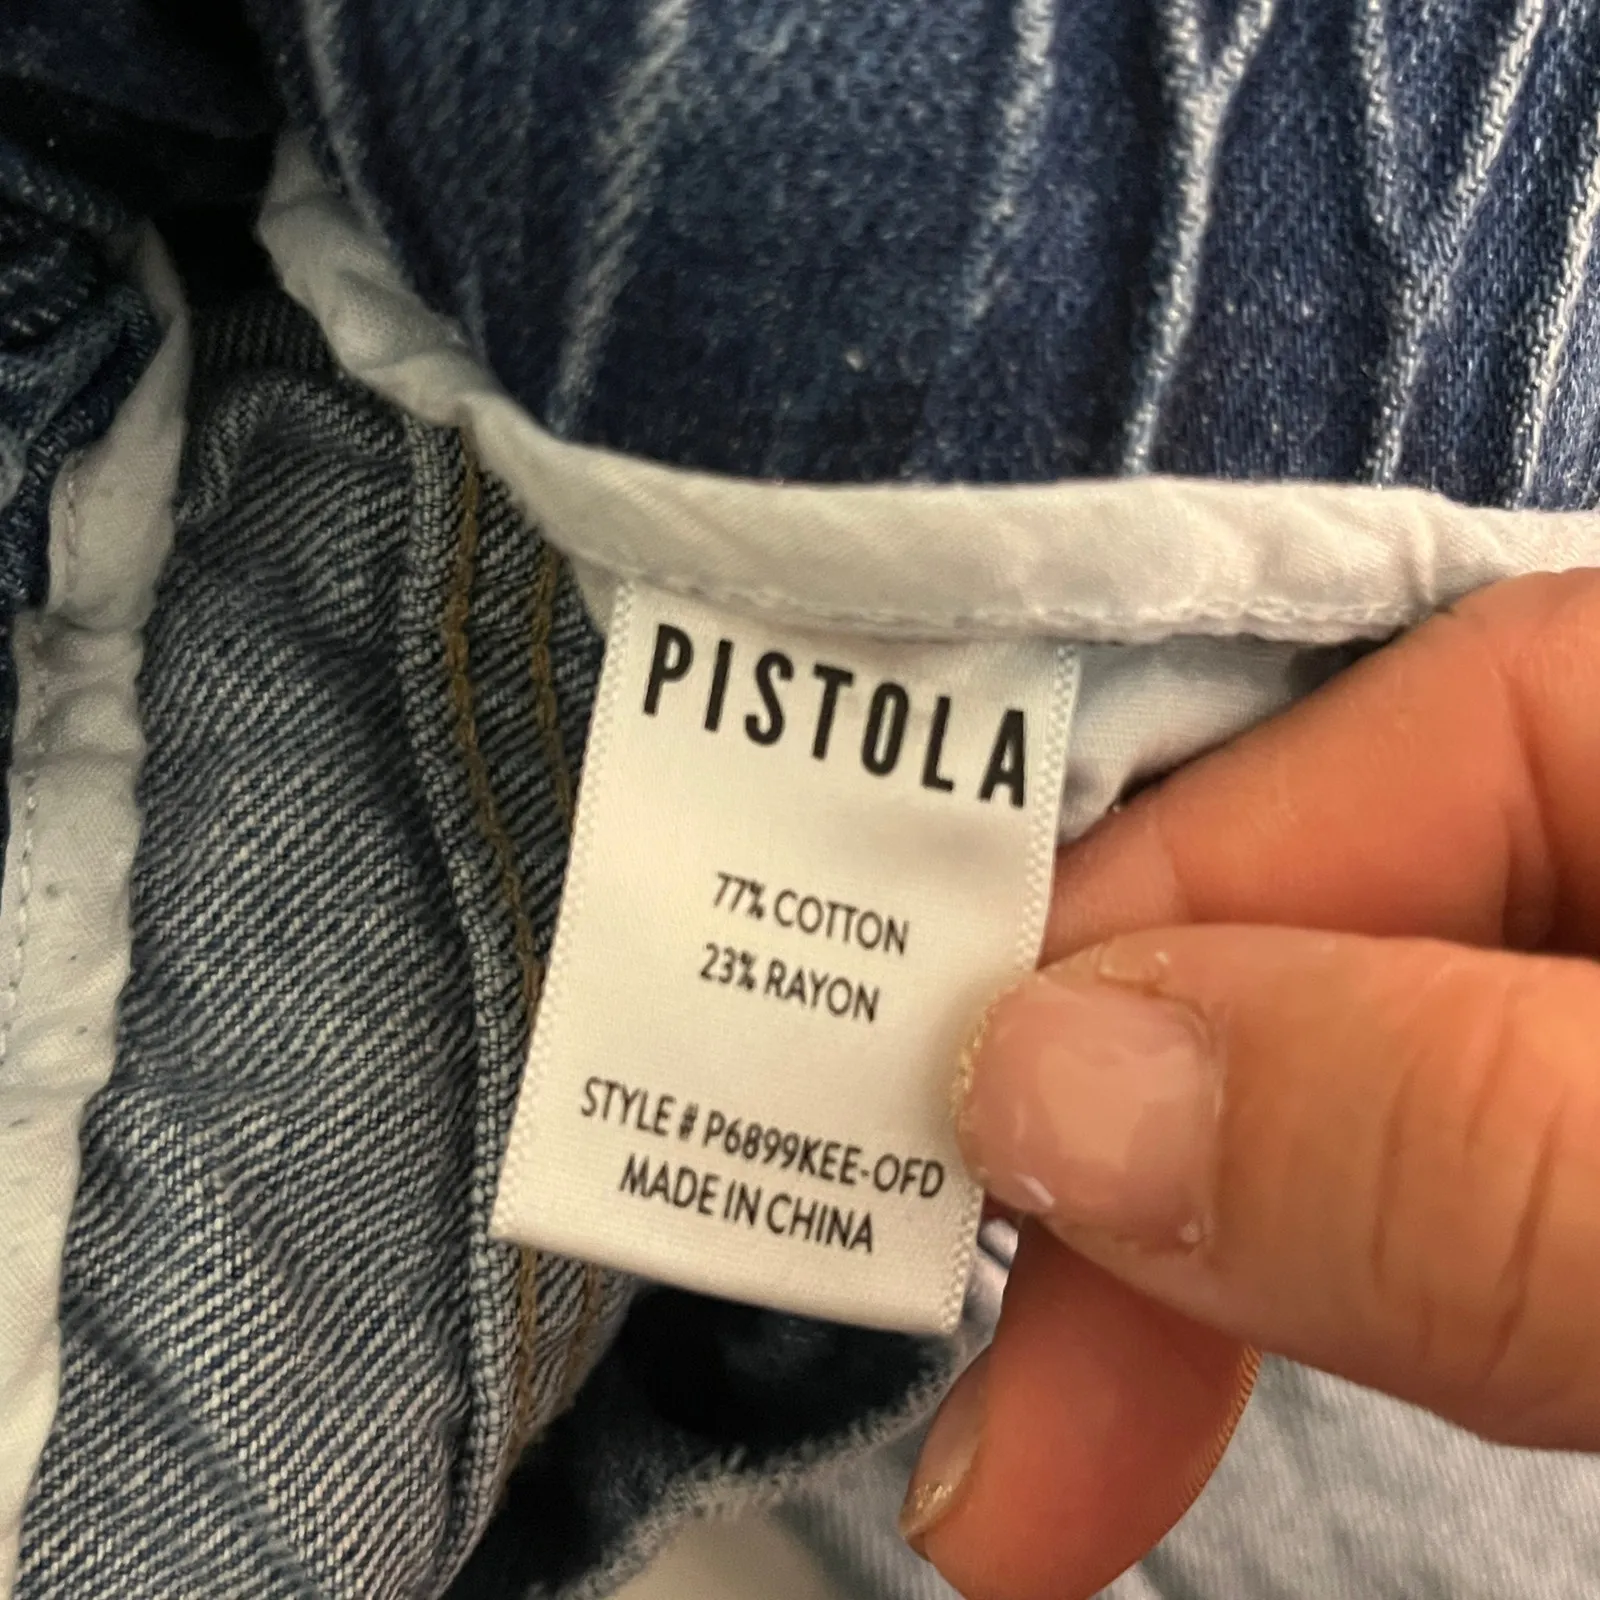 PISTOLA
77% COTTON
23% RAYON
STYLE # P6899KEE-OFD
MADE IN CHINA